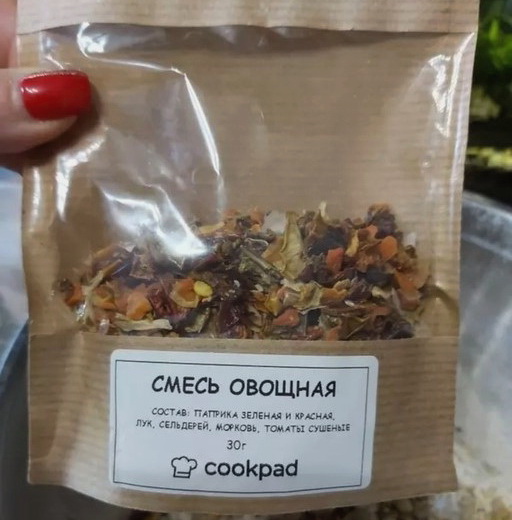 СМЕСЬ ОВОЩНАЯ
СОСТАВ: ПАПРИКА ЗЕЛЕНАЯ И КРАСНАЯ,
ЛУК, СЕЛЬДЕРЕЙ, МОРКОВЬ, ТОМАТЫ СУШЕНЫЕ
30г
cookpad